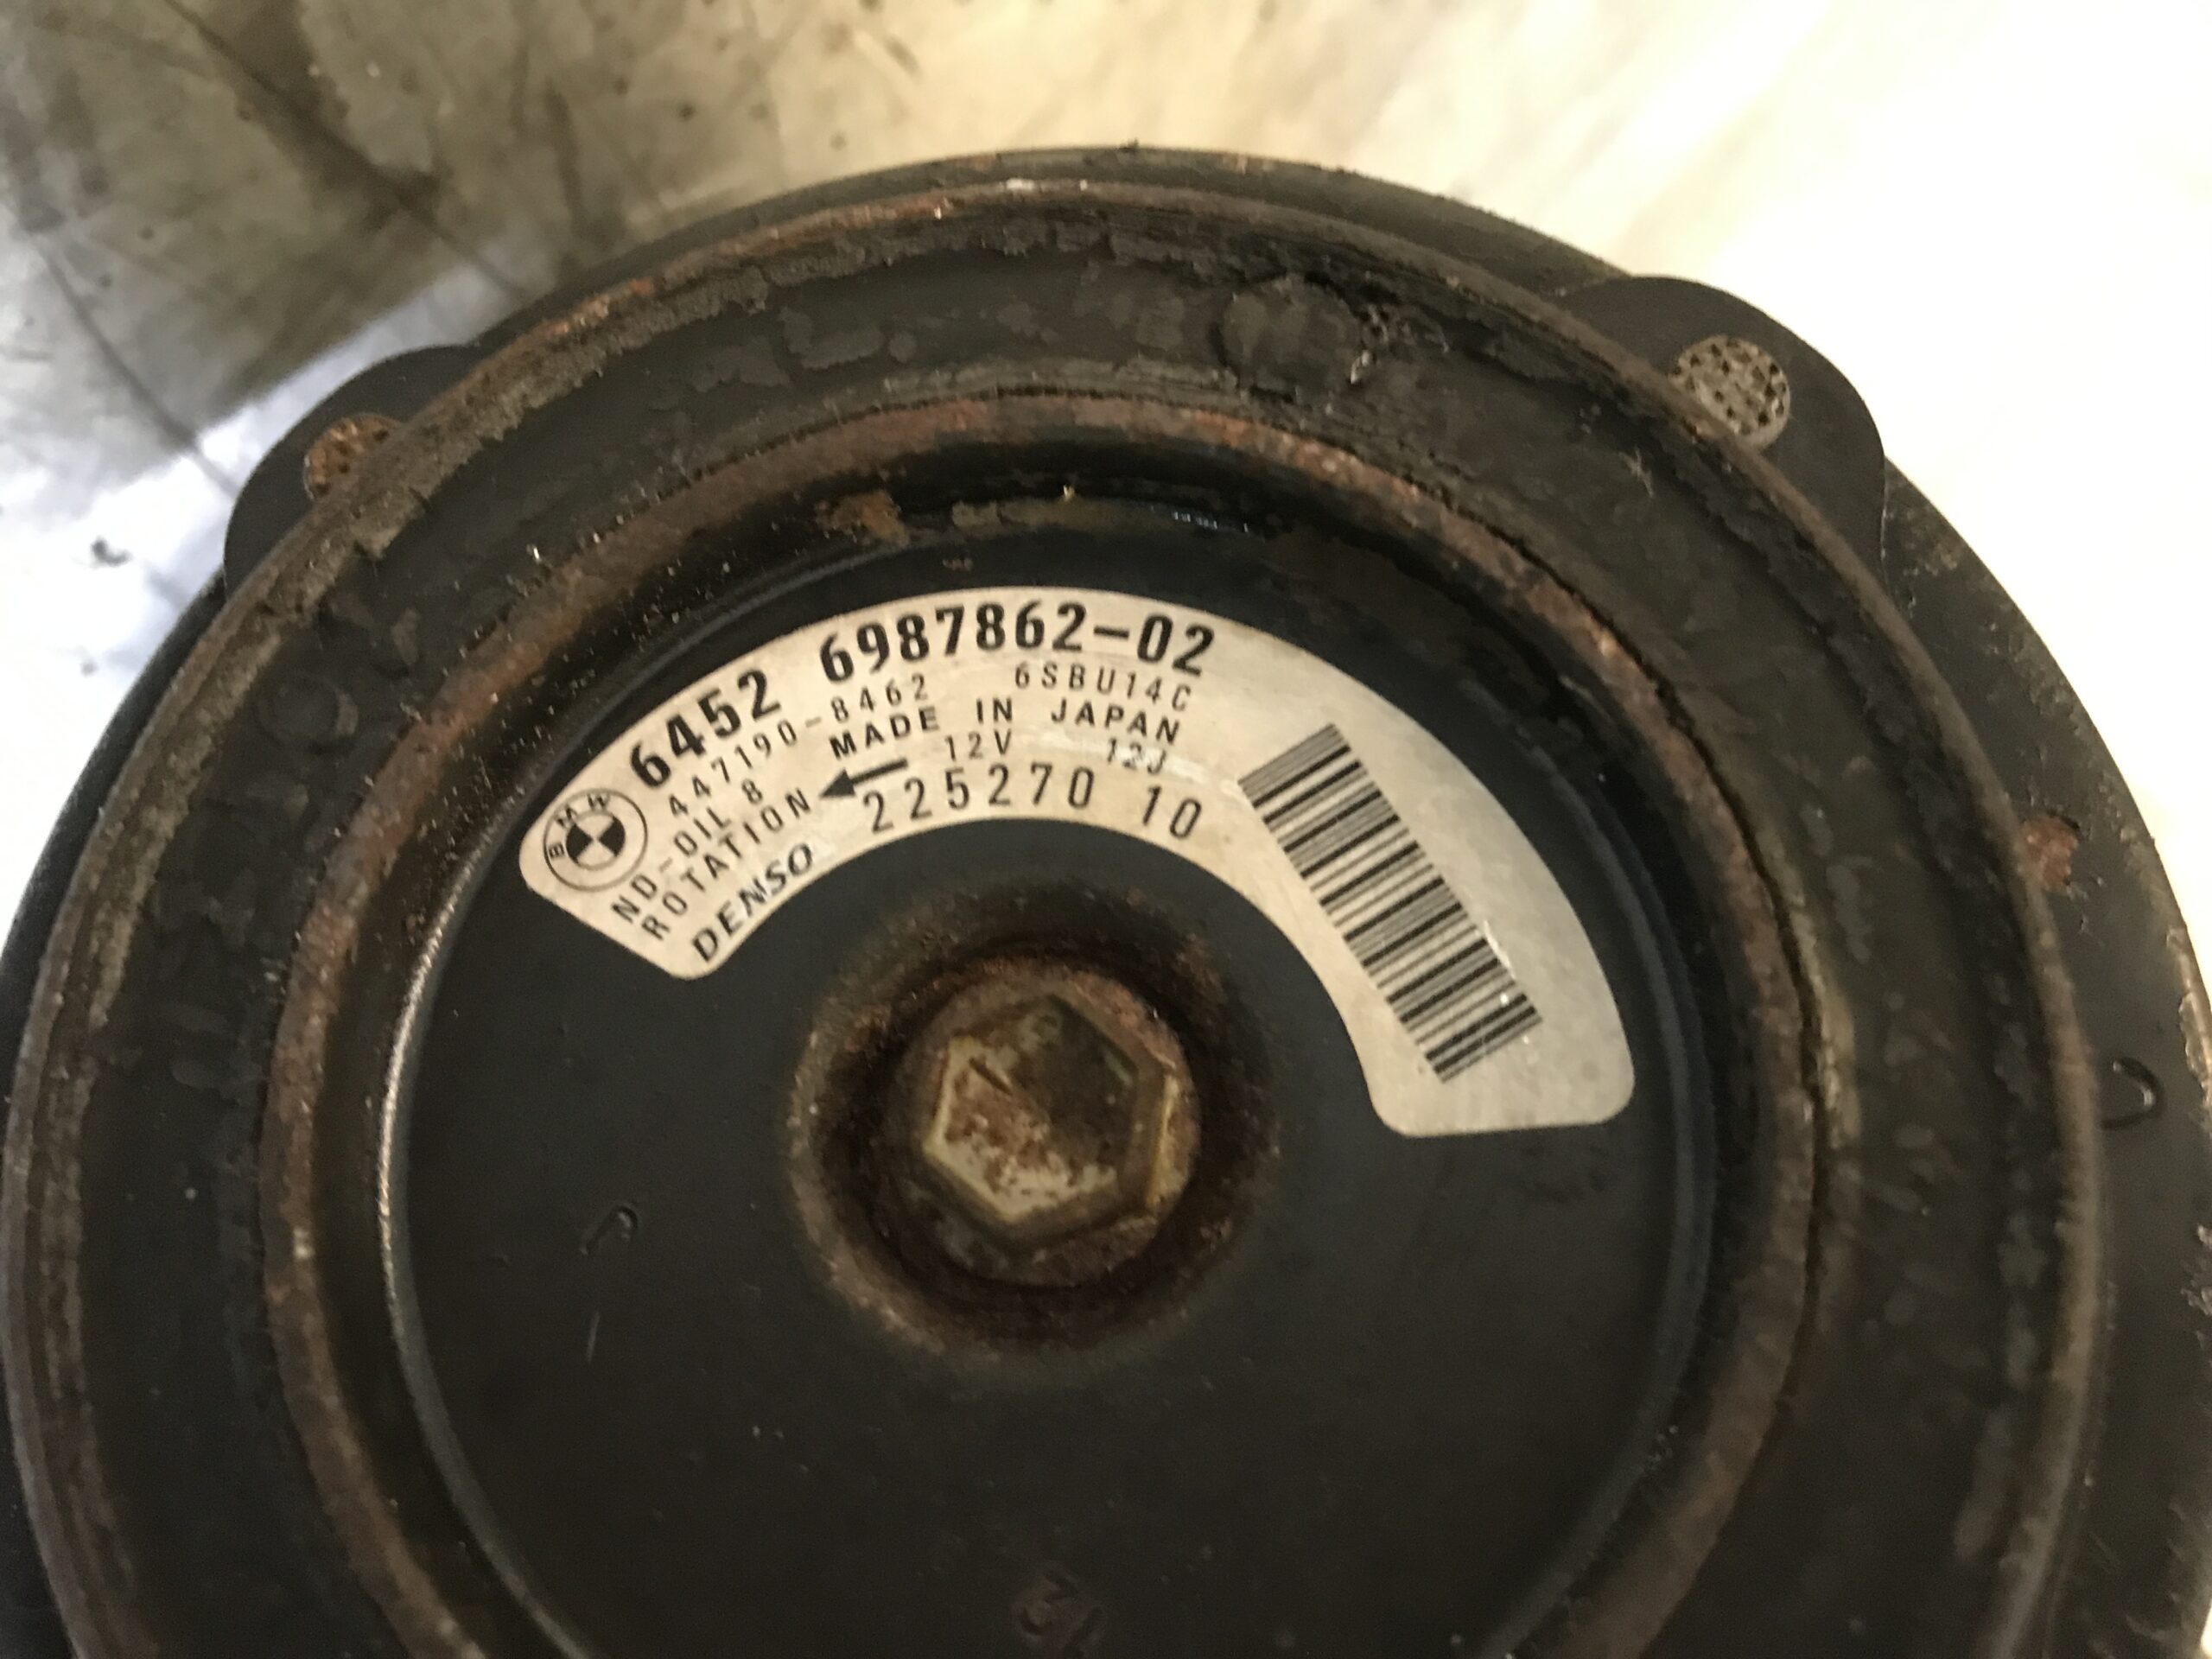 6452 6987862-02
447190-8462 6SBU14C
ND-OIL 8 MADE IN JAPAN
ROTATION 12V 12J
DENSO 225270 10
BMW